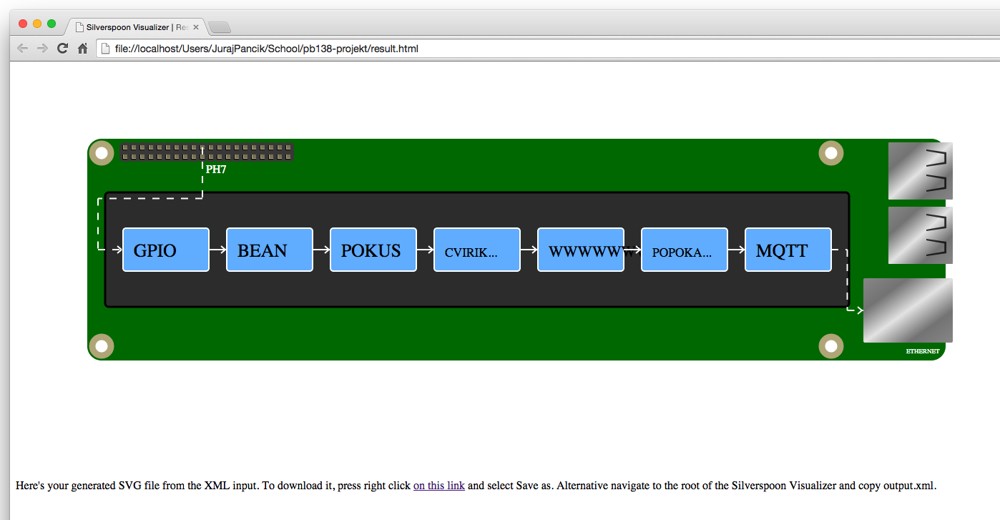 Silverspoon Visualizer | Res
file://localhost/Users/JurajPancik/School/pb138-projekt/result.html
PH7
GPIO
BEAN
POKUS
CVIRIK...
WWWWWW
POPOKA...
MQTT
ETHERNET
Here's your generated SVG file from the XML input. To download it, press right click on this link and select Save as. Alternative navigate to the root of the Silverspoon Visualizer and copy output.xml.